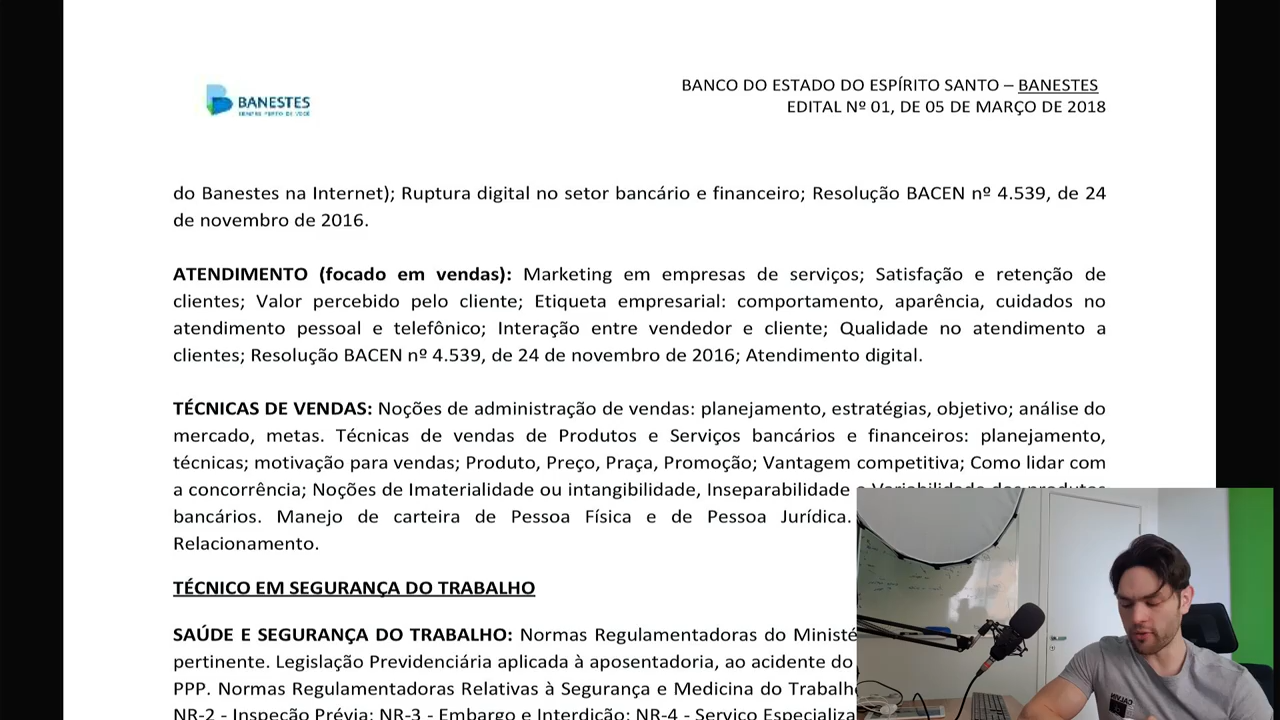 BANESTES
BANCO DO ESTADO DO ESPÍRITO SANTO – BANESTES
EDITAL Nº 01, DE 05 DE MARÇO DE 2018
do Banestes na Internet); Ruptura digital no setor bancário e financeiro; Resolução BACEN nº 4.539, de 24
de novembro de 2016.
ATENDIMENTO (focado em vendas): Marketing em empresas de serviços; Satisfação e retenção de
clientes; Valor percebido pelo cliente; Etiqueta empresarial: comportamento, aparência, cuidados no
atendimento pessoal e telefônico; Interação entre vendedor e cliente; Qualidade no atendimento a
clientes; Resolução BACEN nº 4.539, de 24 de novembro de 2016; Atendimento digital.
TÉCNICAS DE VENDAS: Noções de administração de vendas: planejamento, estratégias, objetivo; análise do
mercado, metas. Técnicas de vendas de Produtos e Serviços bancários e financeiros: planejamento,
técnicas; motivação para vendas; Produto, Preço, Praça, Promoção; Vantagem competitiva; Como lidar com
a concorrência; Noções de Imaterialidade ou intangibilidade, Inseparabilidade e Variabilidade dos produtos
bancários. Manejo de carteira de Pessoa Física e de Pessoa Jurídica.
Relacionamento.
TÉCNICO EM SEGURANÇA DO TRABALHO
SAÚDE E SEGURANÇA DO TRABALHO: Normas Regulamentadoras do Ministé
pertinente. Legislação Previdenciária aplicada à aposentadoria, ao acidente do
PPP. Normas Regulamentadoras Relativas à Segurança e Medicina do Trabalh
NR-2 - Inspeção Prévia; NR-3 - Embargo e Interdição; NR-4 - Serviço Especializa